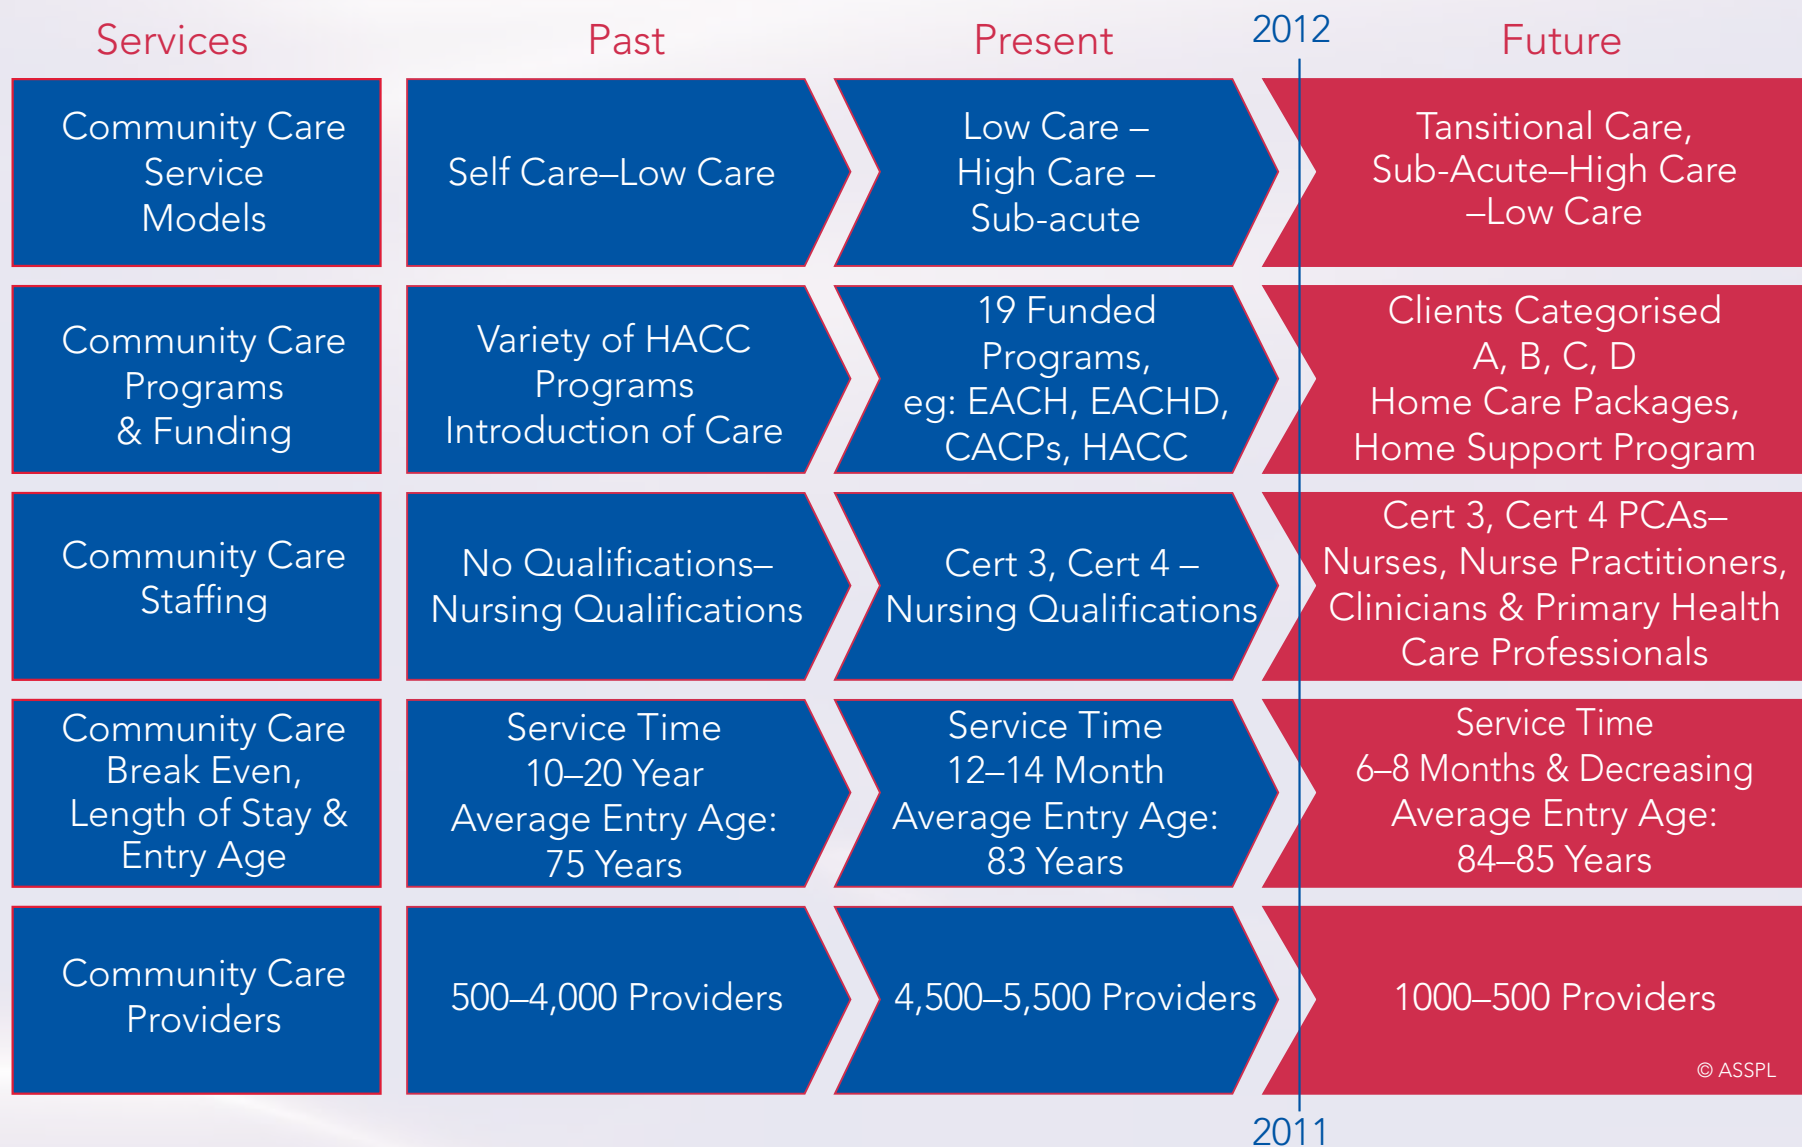 Services
Past
Present
2012
Future
Community Care
Service
Models
Self Care–Low Care
Low Care –
High Care –
Sub-acute
Tansitional Care,
Sub-Acute–High Care
–Low Care
Community Care
Programs
& Funding
Variety of HACC
Programs
Introduction of Care
19 Funded
Programs,
eg: EACH, EACHD,
CACPs, HACC
Clients Categorised
A, B, C, D
Home Care Packages,
Home Support Program
Community Care
Staffing
No Qualifications–
Nursing Qualifications
Cert 3, Cert 4 –
Nursing Qualifications
Cert 3, Cert 4 PCAs–
Nurses, Nurse Practitioners,
Clinicians & Primary Health
Care Professionals
Community Care
Break Even,
Length of Stay &
Entry Age
Service Time
10–20 Year
Average Entry Age:
75 Years
Service Time
12–14 Month
Average Entry Age:
83 Years
Service Time
6–8 Months & Decreasing
Average Entry Age:
84–85 Years
Community Care
Providers
500–4,000 Providers
4,500–5,500 Providers
1000–500 Providers
© ASSPL
2011